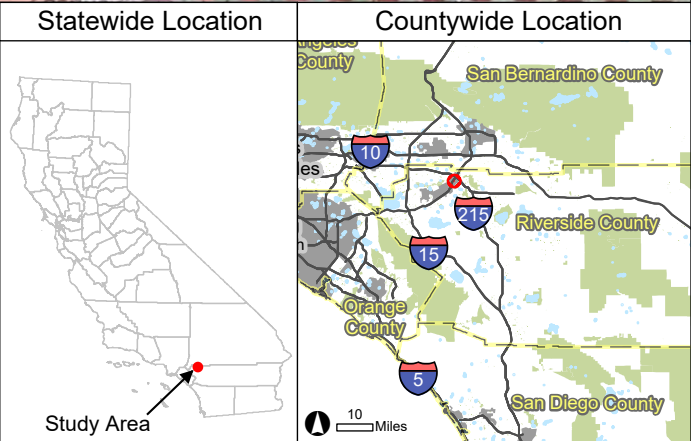 Statewide Location
Countywide Location
Study Area
County
San Bernardino County
10
les
215
Riverside County
15
Orange
County
5
San Diego County
10
Miles